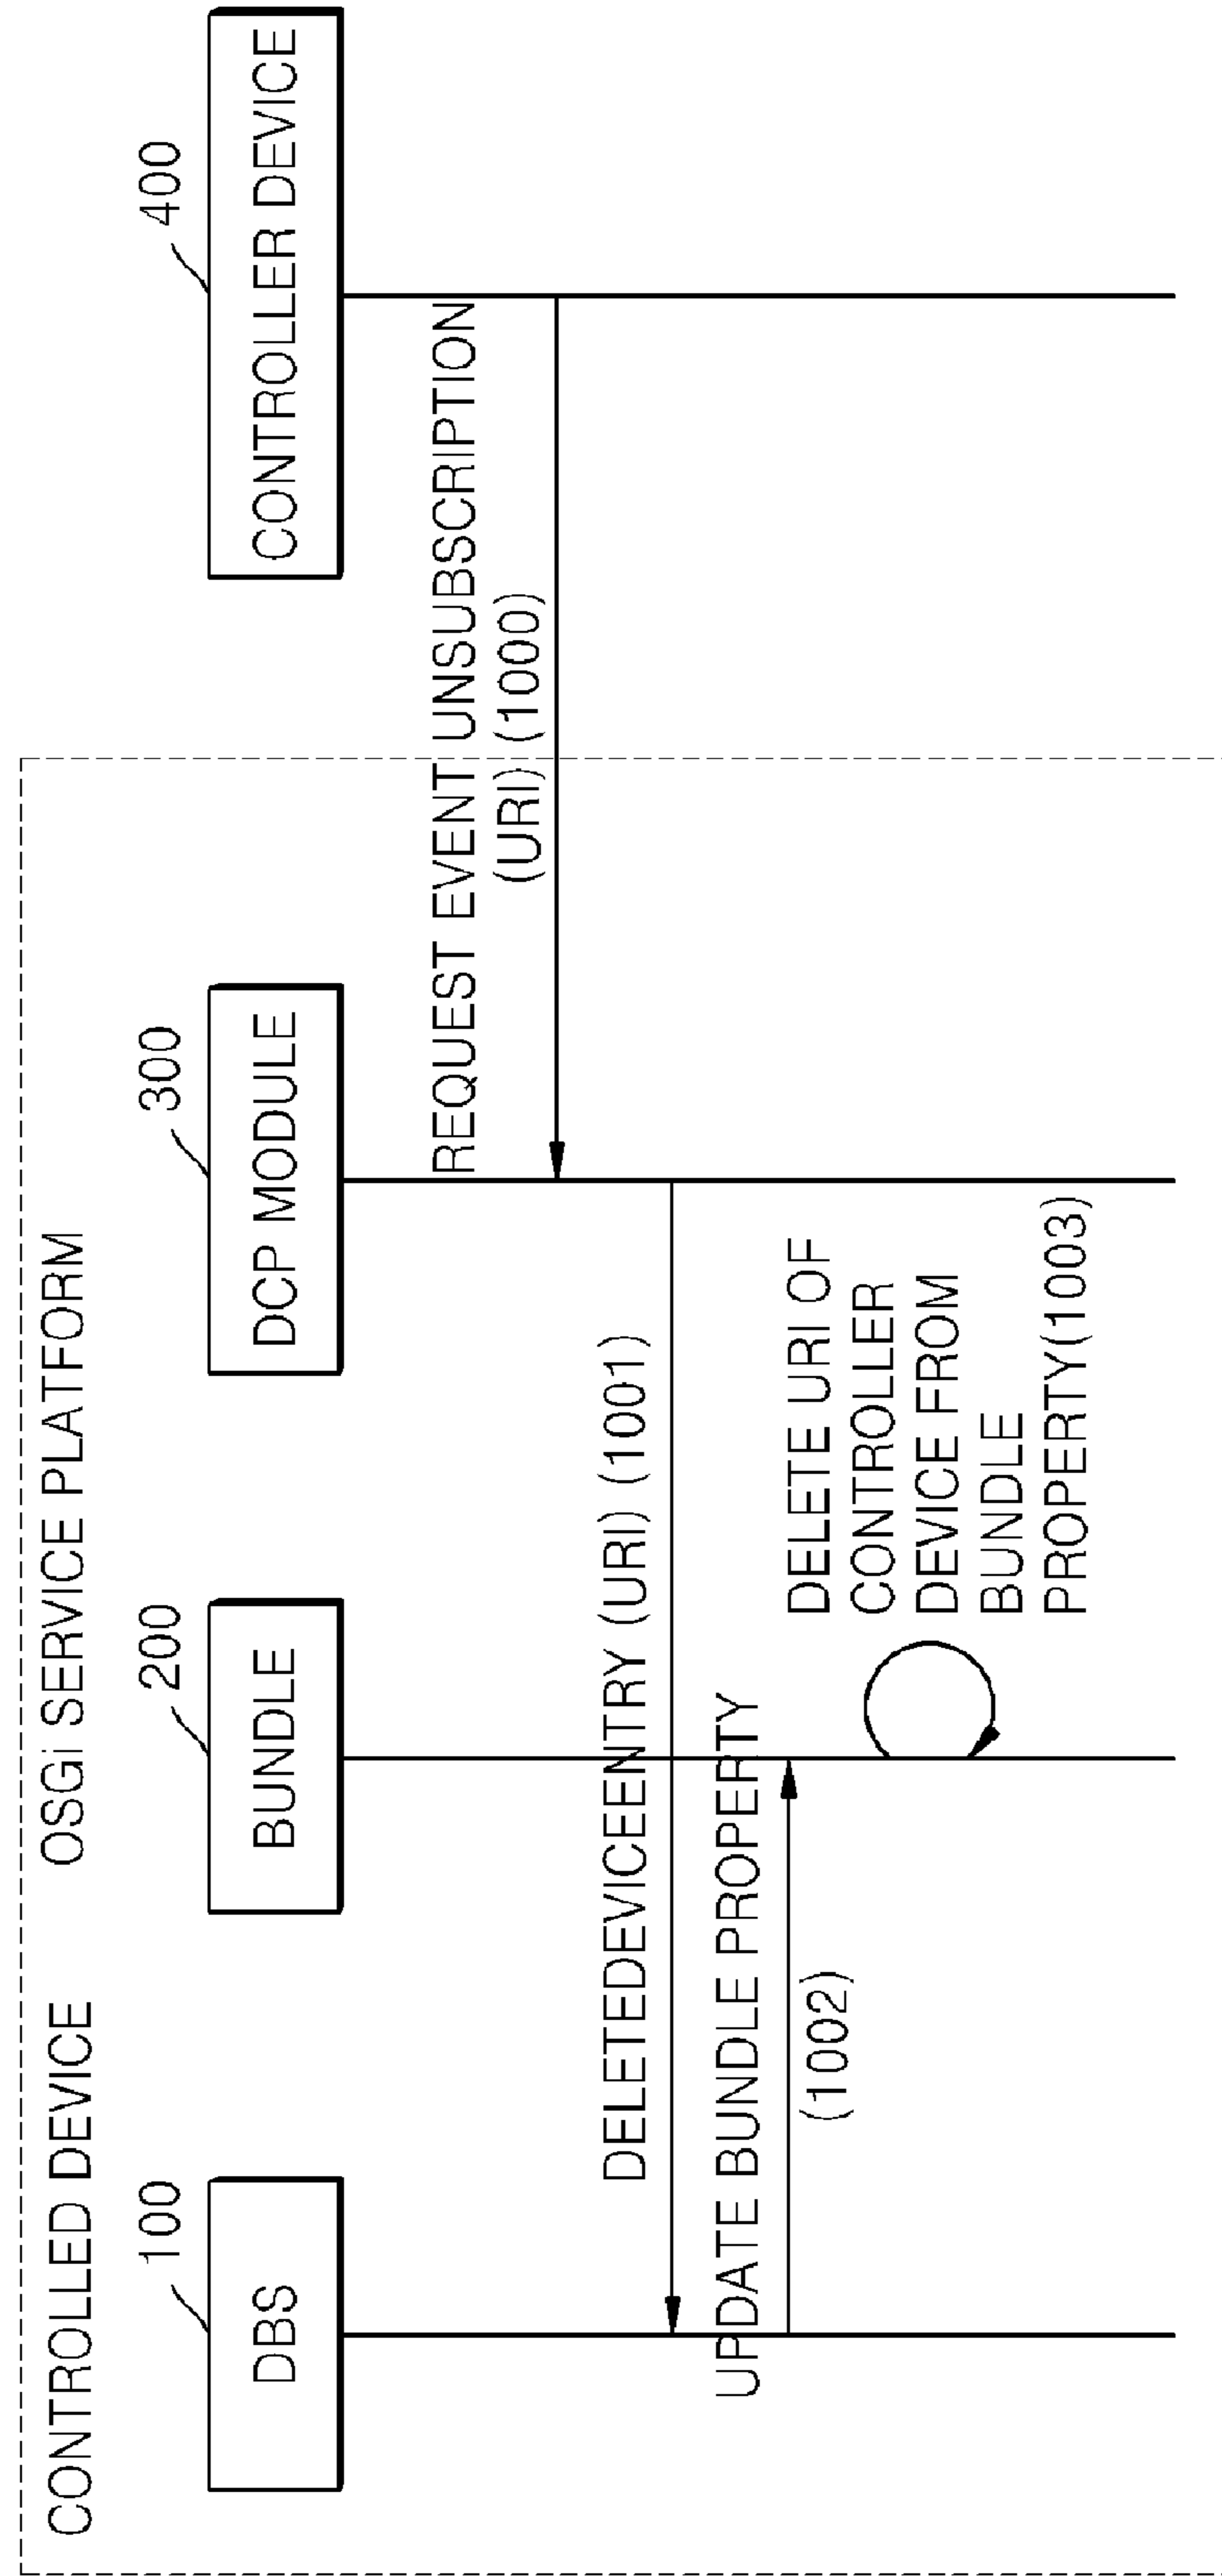 CONTROLLED DEVICE
OSGi SERVICE PLATFORM
100
200
300
400
DBS
BUNDLE
DCP MODULE
CONTROLLER DEVICE
REQUEST EVENT UNSUBSCRIPTION
(URI) (1000)
DELETEDEVICEENTRY (URI) (1001)
UPDATE BUNDLE PROPERTY
(1002)
DELETE URI OF
CONTROLLER
DEVICE FROM
BUNDLE
PROPERTY(1003)